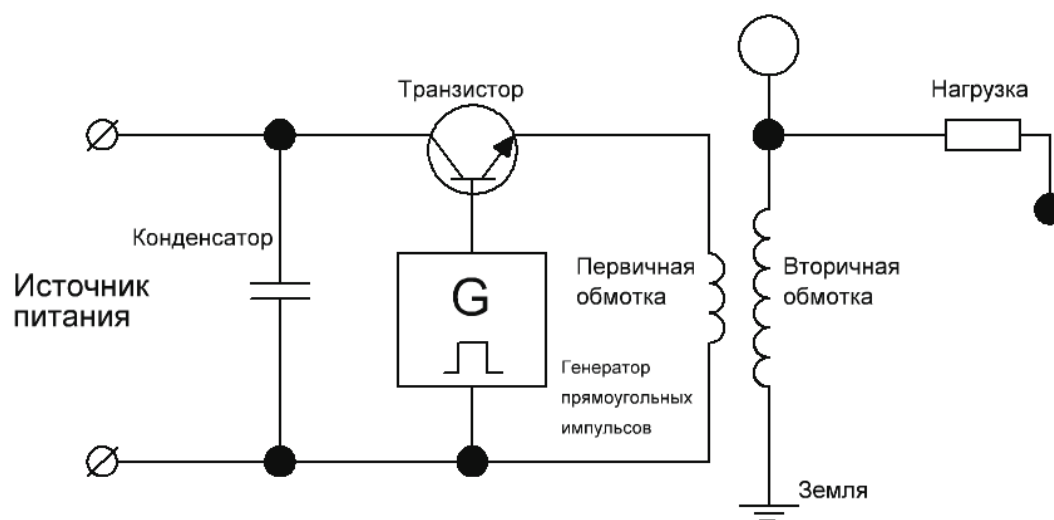 Транзистор
Нагрузка
Конденсатор
Источник
питания
G
Первичная
обмотка
Вторичная
обмотка
Генератор
прямоугольных
импульсов
Земля